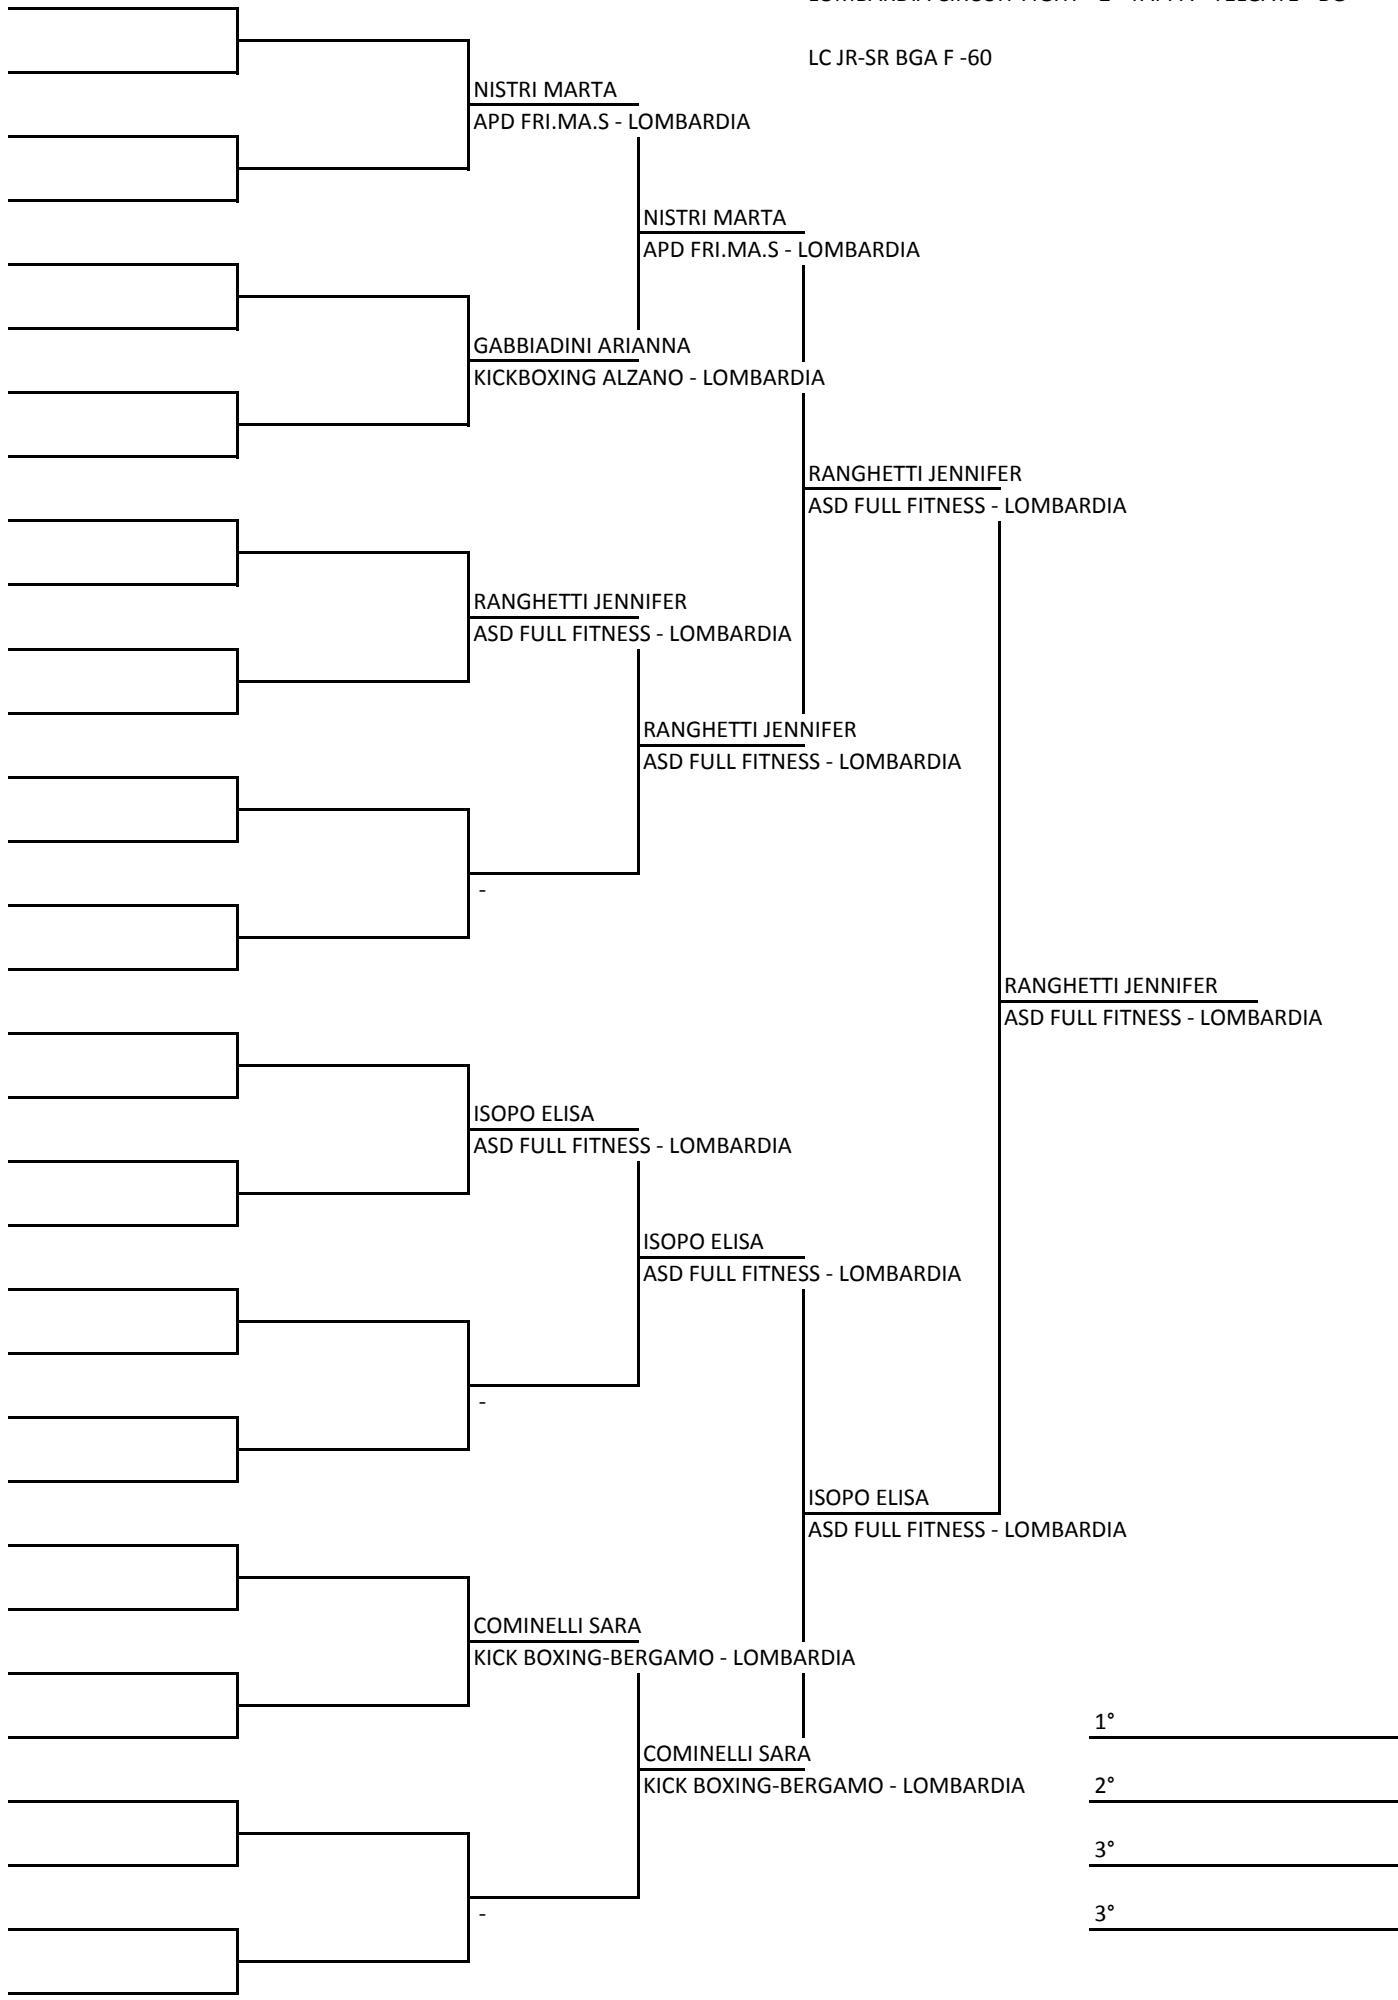 LC JR-SR BGA F -60
NISTRI MARTA
APD FRI.MA.S - LOMBARDIA
NISTRI MARTA
APD FRI.MA.S - LOMBARDIA
GABBIADINI ARIANNA
KICKBOXING ALZANO - LOMBARDIA
RANGHETTI JENNIFER
ASD FULL FITNESS - LOMBARDIA
RANGHETTI JENNIFER
ASD FULL FITNESS - LOMBARDIA
RANGHETTI JENNIFER
ASD FULL FITNESS - LOMBARDIA
-
RANGHETTI JENNIFER
ASD FULL FITNESS - LOMBARDIA
ISOPO ELISA
ASD FULL FITNESS - LOMBARDIA
ISOPO ELISA
ASD FULL FITNESS - LOMBARDIA
-
ISOPO ELISA
ASD FULL FITNESS - LOMBARDIA
COMINELLI SARA
KICK BOXING-BERGAMO - LOMBARDIA
1°
COMINELLI SARA
KICK BOXING-BERGAMO - LOMBARDIA
2°
3°
-
3°